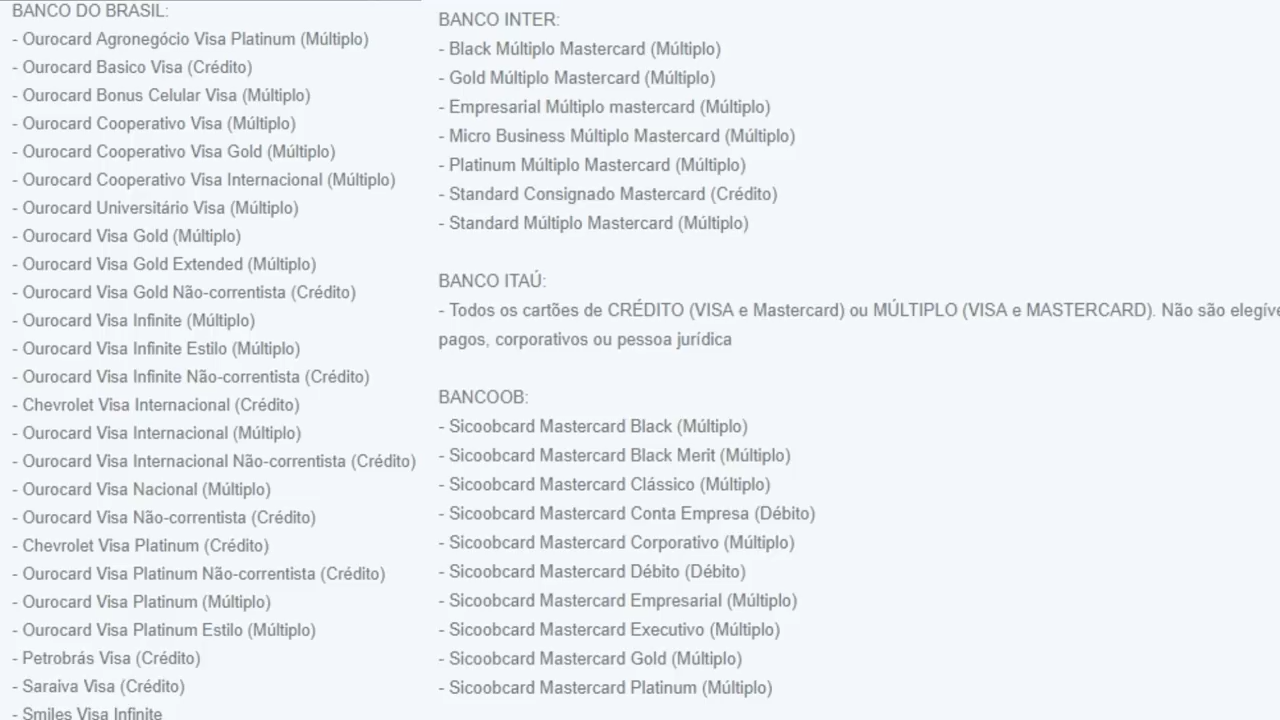 BANCO DO BRASIL:
- Ourocard Agronegócio Visa Platinum (Múltiplo)
- Ourocard Basico Visa (Crédito)
- Ourocard Bonus Celular Visa (Múltiplo)
- Ourocard Cooperativo Visa (Múltiplo)
- Ourocard Cooperativo Visa Gold (Múltiplo)
- Ourocard Cooperativo Visa Internacional (Múltiplo)
- Ourocard Universitário Visa (Múltiplo)
- Ourocard Visa Gold (Múltiplo)
- Ourocard Visa Gold Extended (Múltiplo)
- Ourocard Visa Gold Não-correntista (Crédito)
- Ourocard Visa Infinite (Múltiplo)
- Ourocard Visa Infinite Estilo (Múltiplo)
- Ourocard Visa Infinite Não-correntista (Crédito)
- Chevrolet Visa Internacional (Crédito)
- Ourocard Visa Internacional (Múltiplo)
- Ourocard Visa Internacional Não-correntista (Crédito)
- Ourocard Visa Nacional (Múltiplo)
- Ourocard Visa Não-correntista (Crédito)
- Chevrolet Visa Platinum (Crédito)
- Ourocard Visa Platinum Não-correntista (Crédito)
- Ourocard Visa Platinum (Múltiplo)
- Ourocard Visa Platinum Estilo (Múltiplo)
- Petrobrás Visa (Crédito)
- Saraiva Visa (Crédito)
- Smiles Visa Infinite
BANCO INTER:
- Black Múltiplo Mastercard (Múltiplo)
- Gold Múltiplo Mastercard (Múltiplo)
- Empresarial Múltiplo mastercard (Múltiplo)
- Micro Business Múltiplo Mastercard (Múltiplo)
- Platinum Múltiplo Mastercard (Múltiplo)
- Standard Consignado Mastercard (Crédito)
- Standard Múltiplo Mastercard (Múltiplo)
BANCO ITAÚ:
- Todos os cartões de CRÉDITO (VISA e Mastercard) ou MÚLTIPLO (VISA e MASTERCARD). Não são
pagos, corporativos ou pessoa jurídica
BANCOOB:
- Sicoobcard Mastercard Black (Múltiplo)
- Sicoobcard Mastercard Black Merit (Múltiplo)
- Sicoobcard Mastercard Clássico (Múltiplo)
- Sicoobcard Mastercard Conta Empresa (Débito)
- Sicoobcard Mastercard Corporativo (Múltiplo)
- Sicoobcard Mastercard Débito (Débito)
- Sicoobcard Mastercard Empresarial (Múltiplo)
- Sicoobcard Mastercard Executivo (Múltiplo)
- Sicoobcard Mastercard Gold (Múltiplo)
- Sicoobcard Mastercard Platinum (Múltiplo)